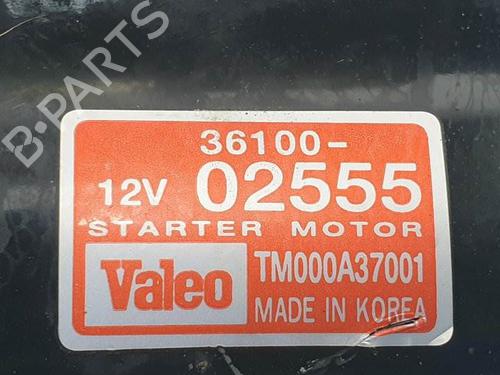 B-PARTS
36100-
12V 02555
STARTER MOTOR
Valeo TM000A37001
MADE IN KOREA